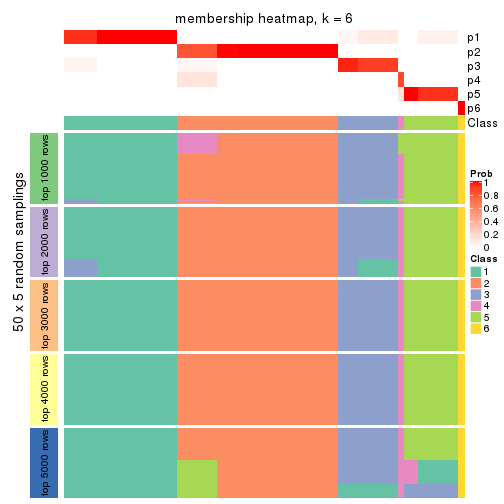 membership heatmap, k = 6
p1
p2
p3
p4
p5
p6
Class
50 x 5 random samplings
top 1000 rows
top 2000 rows
top 3000 rows
top 4000 rows
top 5000 rows
Prob
1
0.8
0.6
0.4
0.2
0
Class
1
2
3
4
5
6